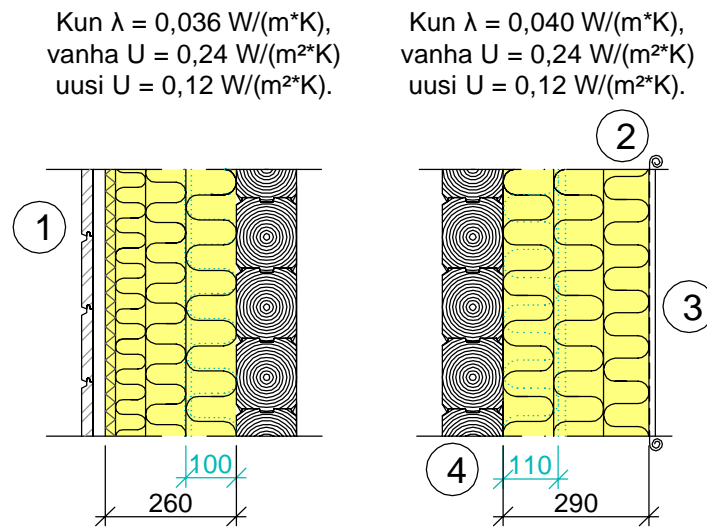 Kun λ = 0,036 W/(m*K),
vanha U = 0,24 W/(m²*K)
uusi U = 0,12 W/(m²*K).
Kun λ = 0,040 W/(m*K),
vanha U = 0,24 W/(m²*K)
uusi U = 0,12 W/(m²*K).
2
1
3
4
100
110
260
290